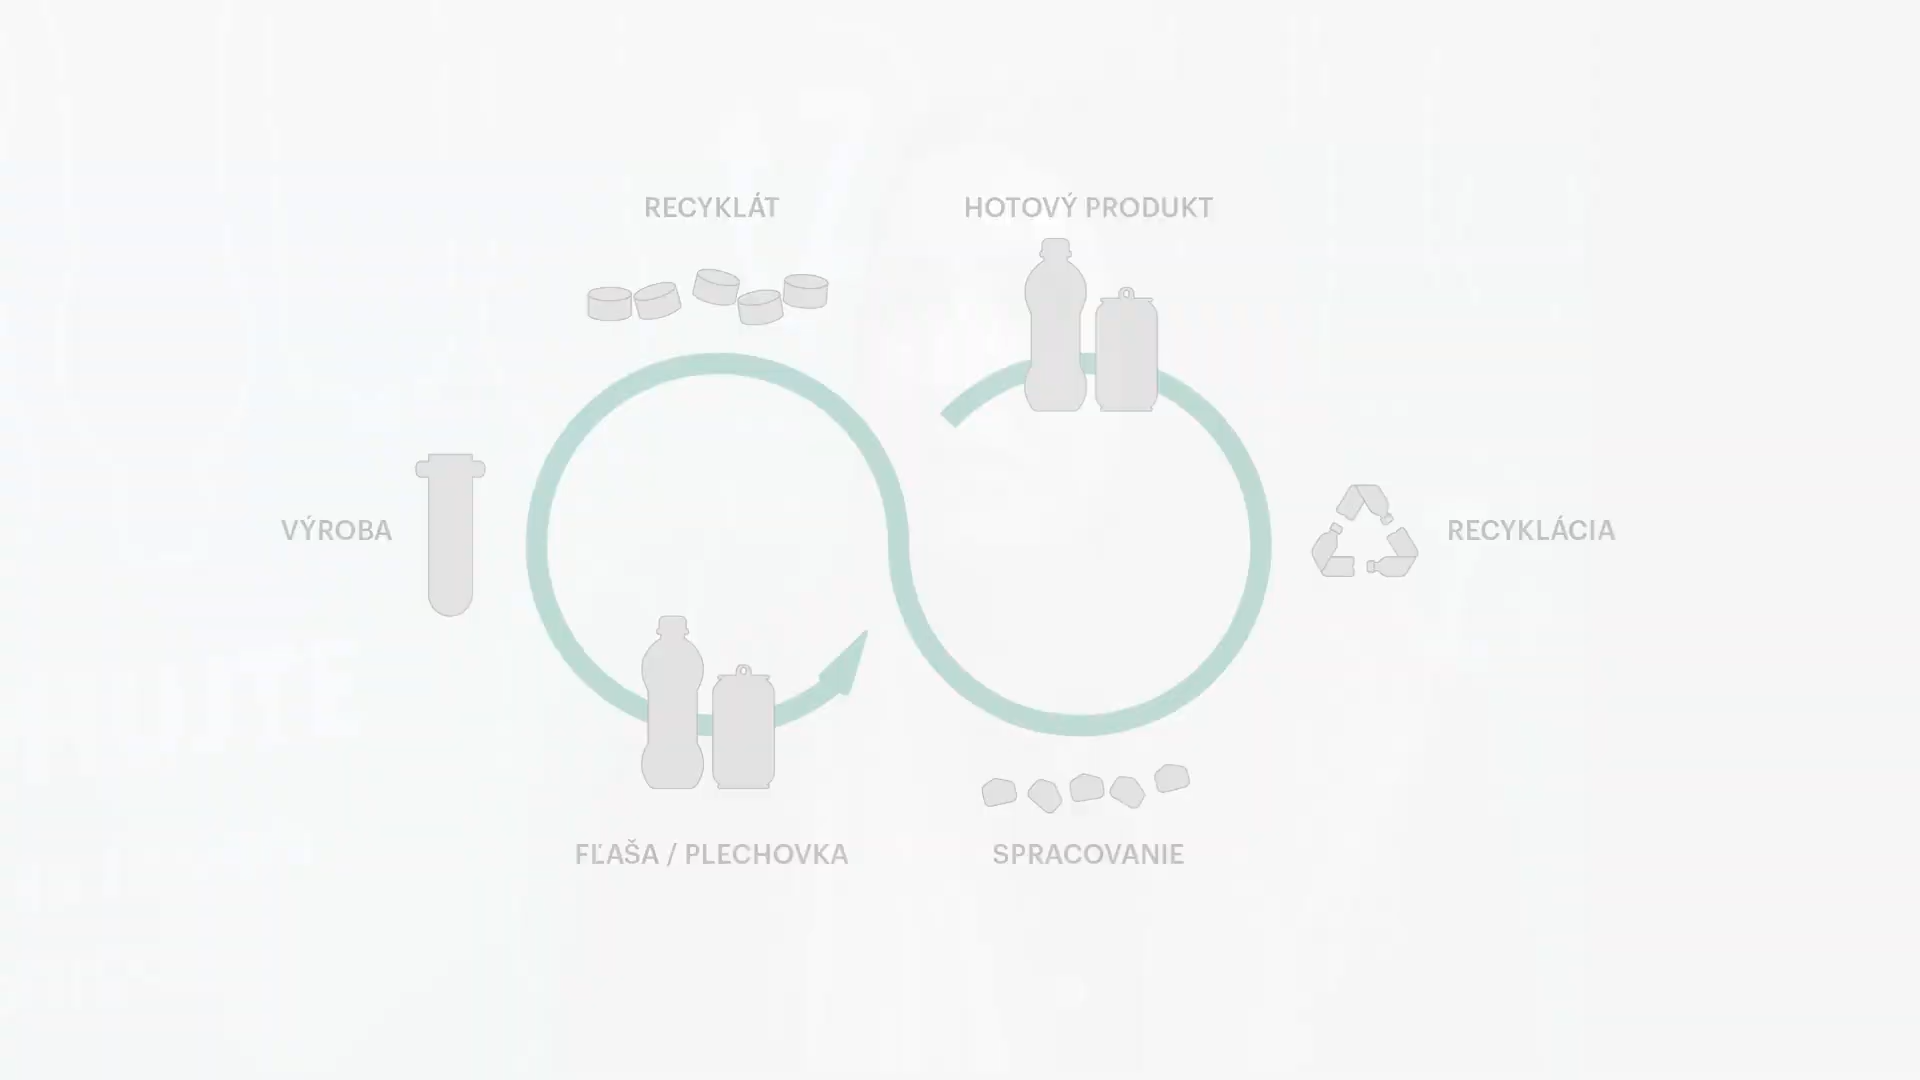 RECYKLÁT
HOTOVÝ PRODUKT
VÝROBA
RECYKLÁCIA
FĽAŠA / PLECHOVKA
SPRACOVANIE